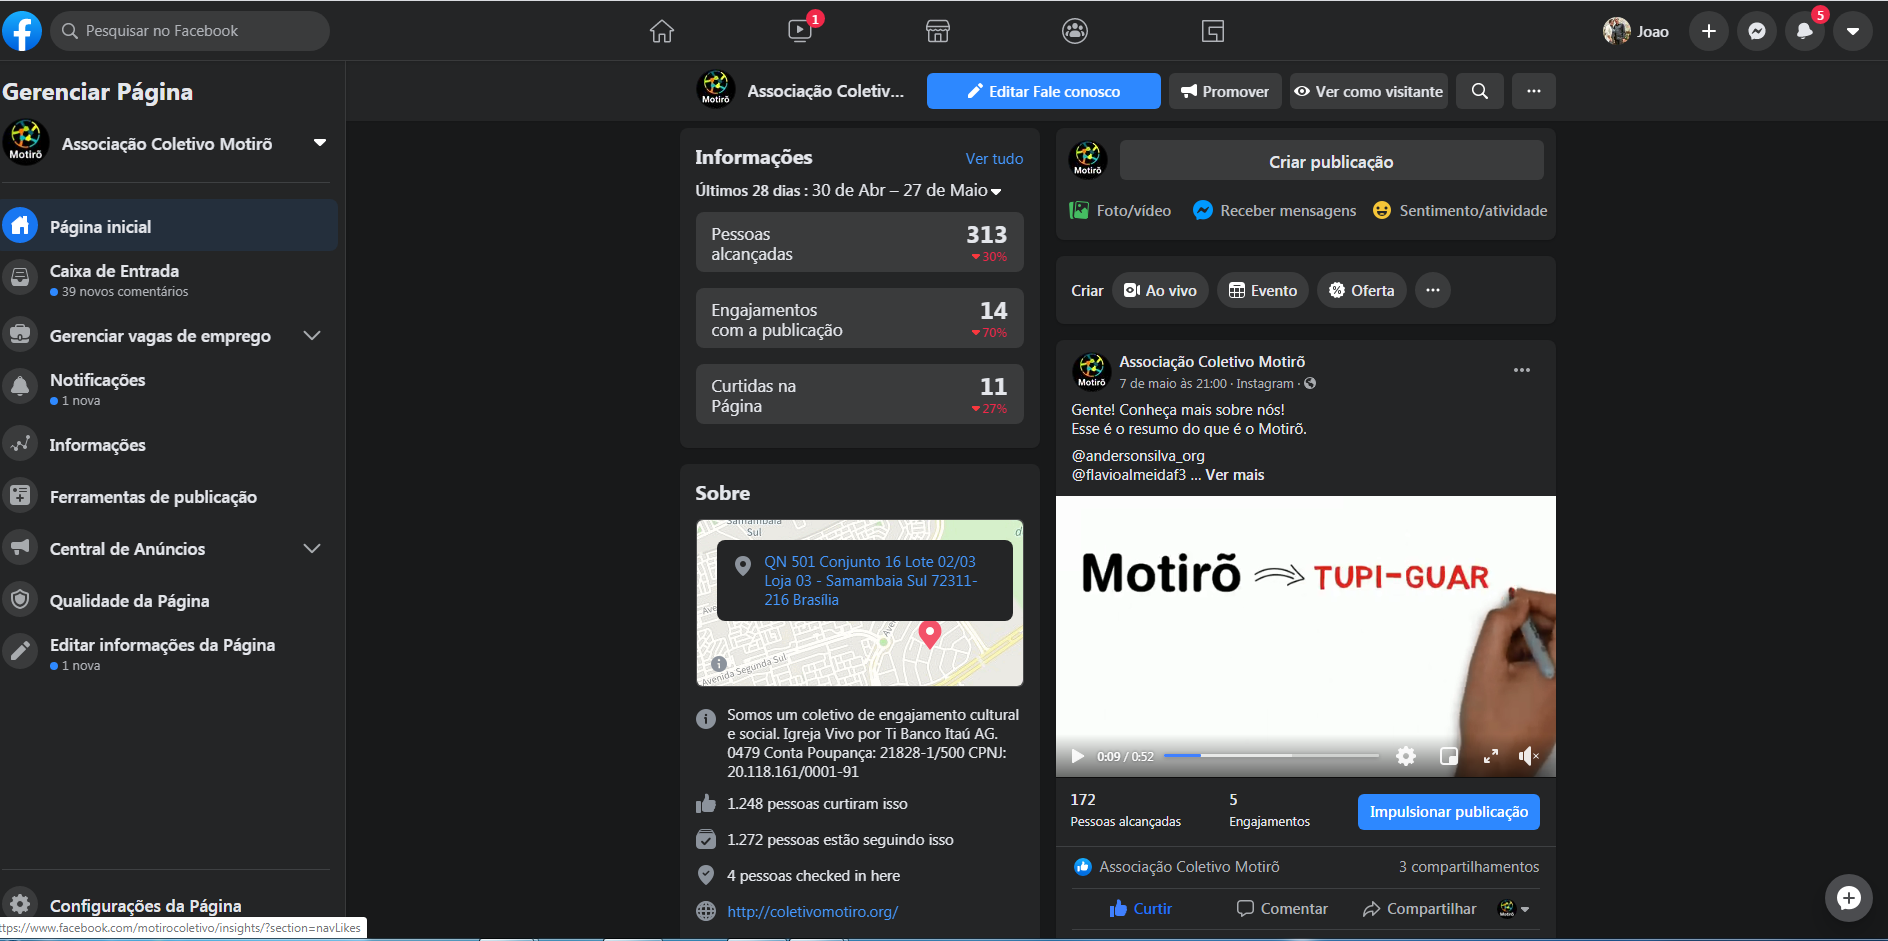 Pesquisar no Facebook
1
Joao
5
Gerenciar Página
Motirõ
Associação Coletivo Motirõ
Página inicial
Caixa de Entrada
39 novos comentários
Gerenciar vagas de emprego
Notificações
1 nova
Informações
Ferramentas de publicação
Central de Anúncios
Qualidade da Página
Editar informações da Página
1 nova
Configurações da Página
ttps://www.facebook.com/motirocoletivo/insights/?section=navLikes
Motirõ
Associação Coletiv...
Editar Fale conosco
Promover
Ver como visitante
Informações
Ver tudo
Últimos 28 dias : 30 de Abr – 27 de Maio
Pessoas alcançadas
313
30%
Engajamentos com a publicação
14
70%
Curtidas na Página
11
27%
Sobre
Samambaia
Sul
QN 501 Conjunto 16 Lote 02/03
Loja 03 - Samambaia Sul 72311-
216 Brasília
Avenida Segunda Sul
Somos um coletivo de engajamento cultural
e social. Igreja Vivo por Ti Banco Itaú AG.
0479 Conta Poupança: 21828-1/500 CPNJ:
20.118.161/0001-91
1.248 pessoas curtiram isso
1.272 pessoas estão seguindo isso
4 pessoas checked in here
http://coletivomotiro.org/
Motirõ
Criar publicação
Foto/vídeo
Receber mensagens
Sentimento/atividade
Criar
Ao vivo
Evento
Oferta
Motirõ
Associação Coletivo Motirõ
7 de maio às 21:00 · Instagram ·
Gente! Conheça mais sobre nós!
Esse é o resumo do que é o Motirõ.
@andersonsilva_org
@flavioalmeidaf3 ... Ver mais
Motirõ
TUPI-GUAR
0:09 / 0:52
172
Pessoas alcançadas
5
Engajamentos
Impulsionar publicação
Associação Coletivo Motirõ
3 compartilhamentos
Curtir
Comentar
Compartilhar